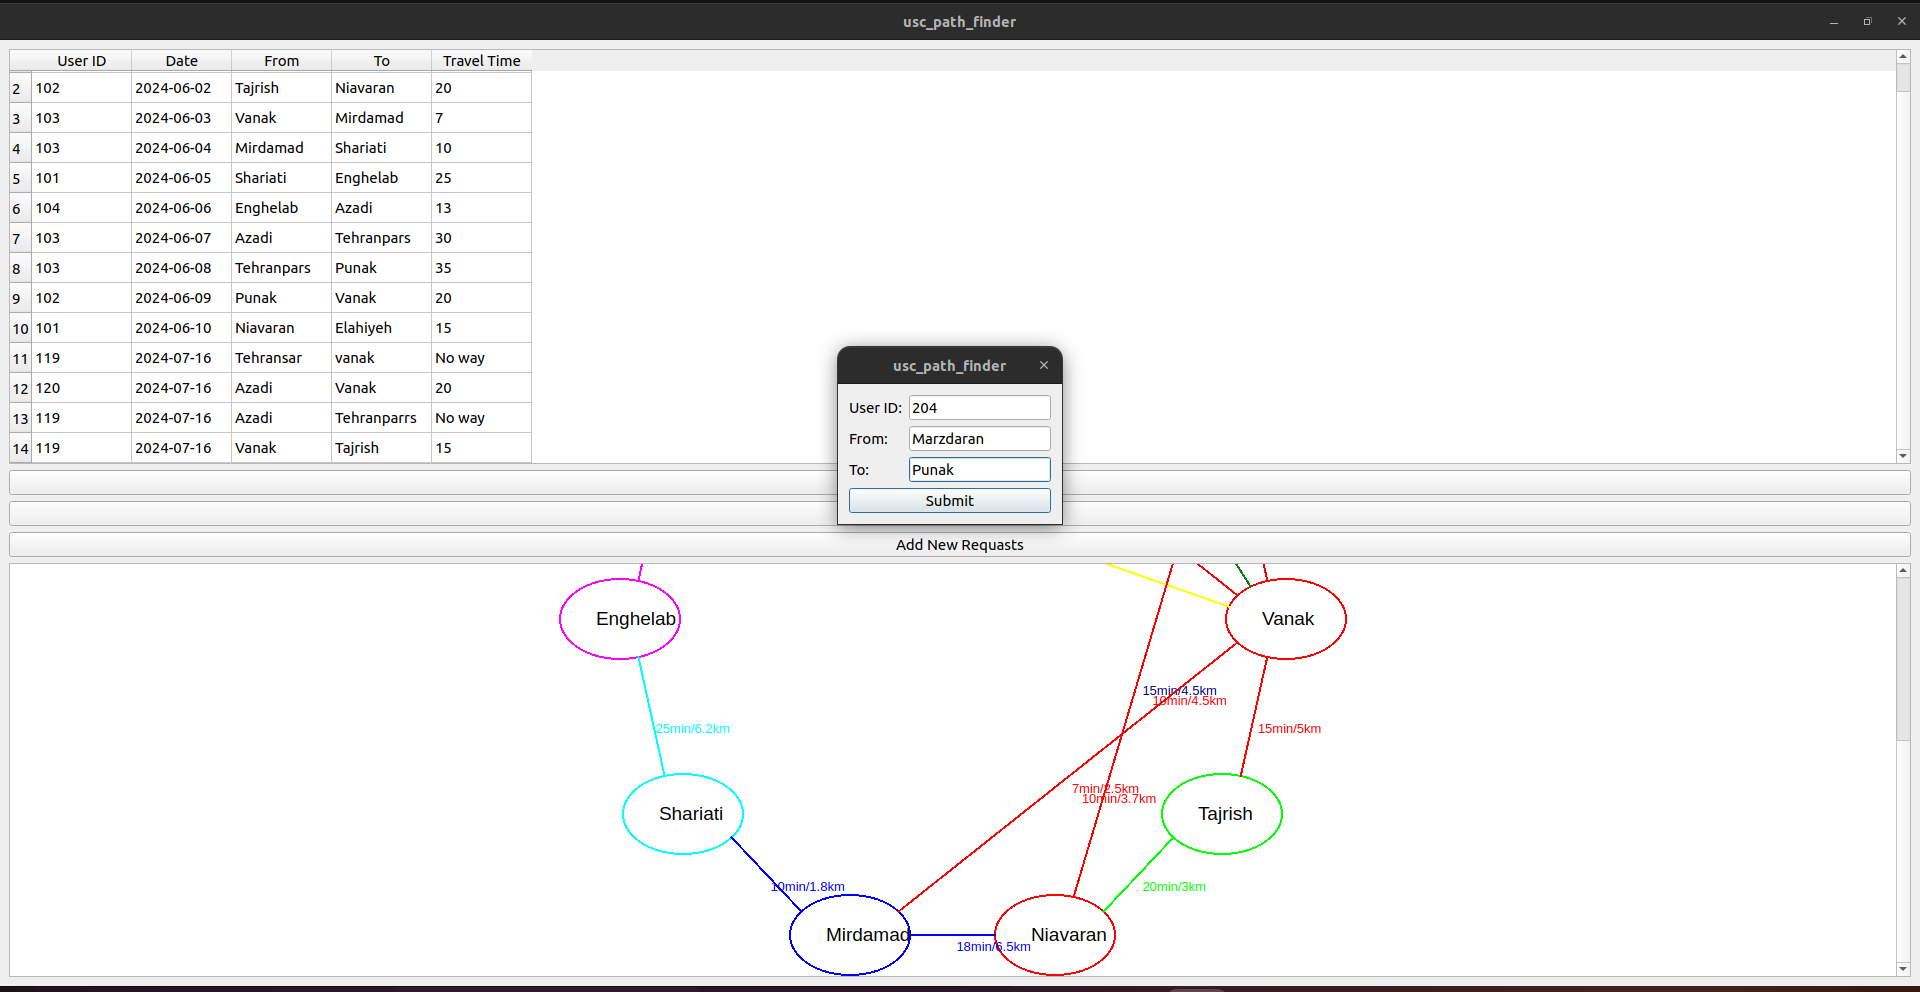 usc_path_finder
User ID Date From To Travel Time
2 102 2024-06-02 Tajrish Niavaran 20
3 103 2024-06-03 Vanak Mirdamad 7
4 103 2024-06-04 Mirdamad Shariati 10
5 101 2024-06-05 Shariati Enghelab 25
6 104 2024-06-06 Enghelab Azadi 13
7 103 2024-06-07 Azadi Tehranpars 30
8 103 2024-06-08 Tehranpars Punak 35
9 102 2024-06-09 Punak Vanak 20
10 101 2024-06-10 Niavaran Elahiyeh 15
11 119 2024-07-16 Tehransar vanak No way
12 120 2024-07-16 Azadi Vanak 20
13 119 2024-07-16 Azadi Tehranparrs No way
14 119 2024-07-16 Vanak Tajrish 15
usc_path_finder
User ID: 204
From: Marzdaran
To: Punak
Submit
Add New Requasts
Enghelab
Vanak
15min/4.5km
10min/4.5km
25min/6.2km
15min/5km
7min/2.5km
10min/3.7km
Shariati
Tajrish
10min/1.8km
20min/3km
Mirdamad
Niavaran
18min/6.5km